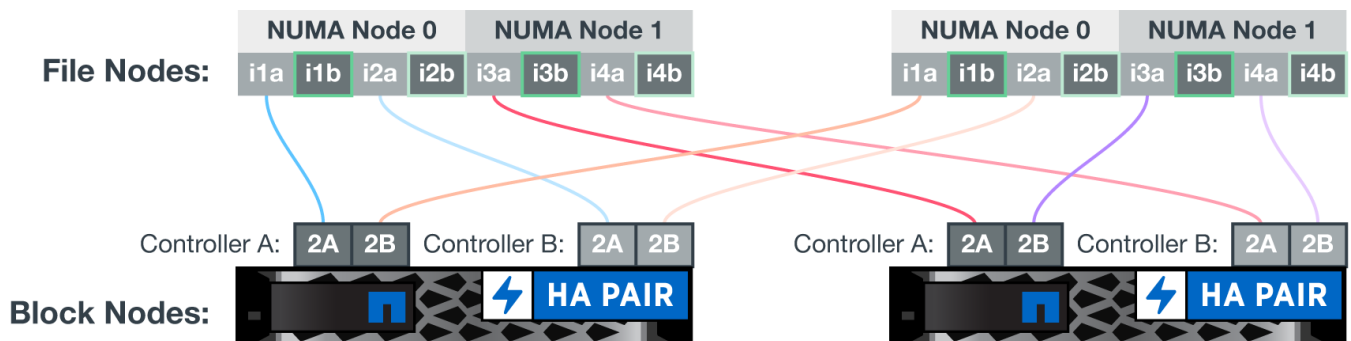 NUMA Node 0 NUMA Node 1 NUMA Node 0 NUMA Node 1
File Nodes: i1a i1b i2a i2b i3a i3b i4a i4b i1a i1b i2a i2b i3a i3b i4a i4b
Controller A: 2A 2B Controller B: 2A 2B Controller A: 2A 2B Controller B: 2A 2B
Block Nodes: HA PAIR HA PAIR